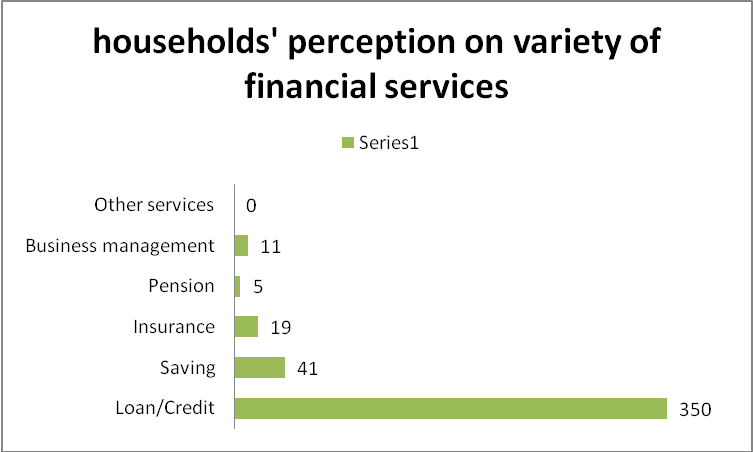 households' perception on variety of
financial services
Series1
Other services 0
Business management 11
Pension 5
Insurance 19
Saving 41
Loan/Credit 350